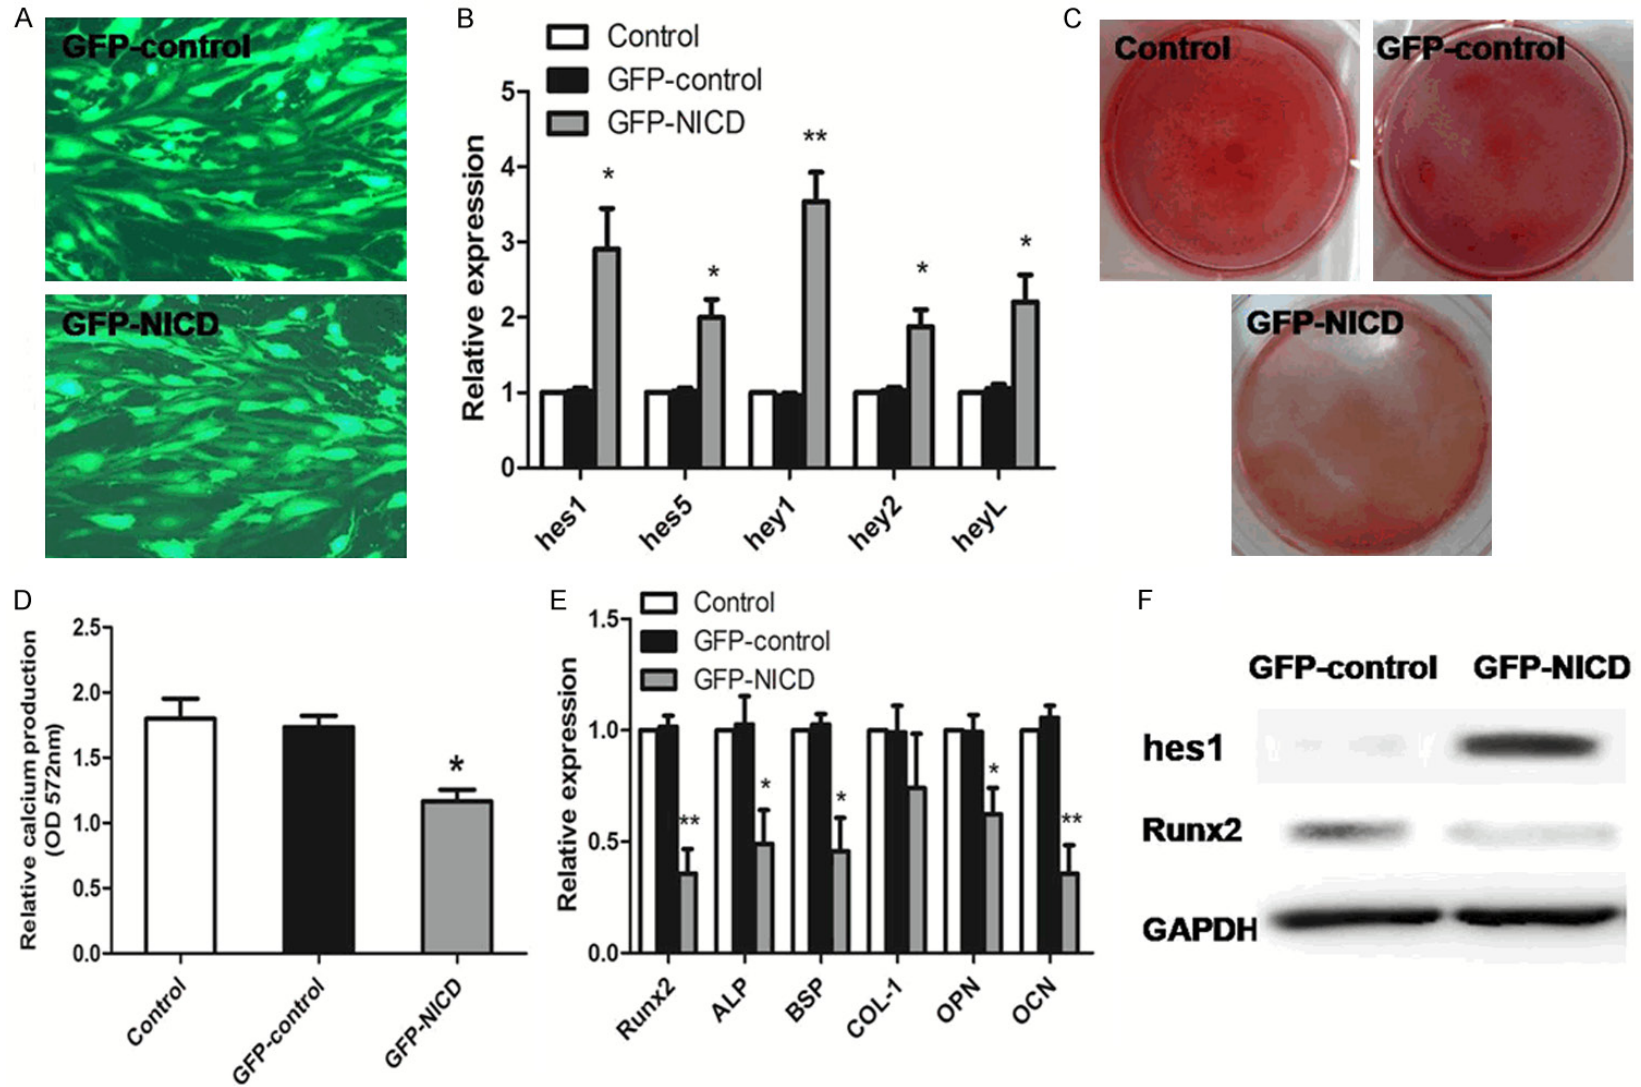 A
GFP-control
GFP-NICD
B
Control
GFP-control
GFP-NICD
Relative expression
5
4
3
2
1
0
*
*
**
*
*
hes1
hes5
hey1
hey2
heyL
C
Control
GFP-control
GFP-NICD
D
Relative calcium production
(OD 572nm)
2.5
2.0
1.5
1.0
0.5
0.0
*
Control
GFP-control
GFP-NICD
E
Control
GFP-control
GFP-NICD
Relative expression
1.5
1.0
0.5
0.0
**
*
*
*
**
Runx2
ALP
BSP
COL-1
OPN
OCN
F
GFP-control GFP-NICD
hes1
Runx2
GAPDH